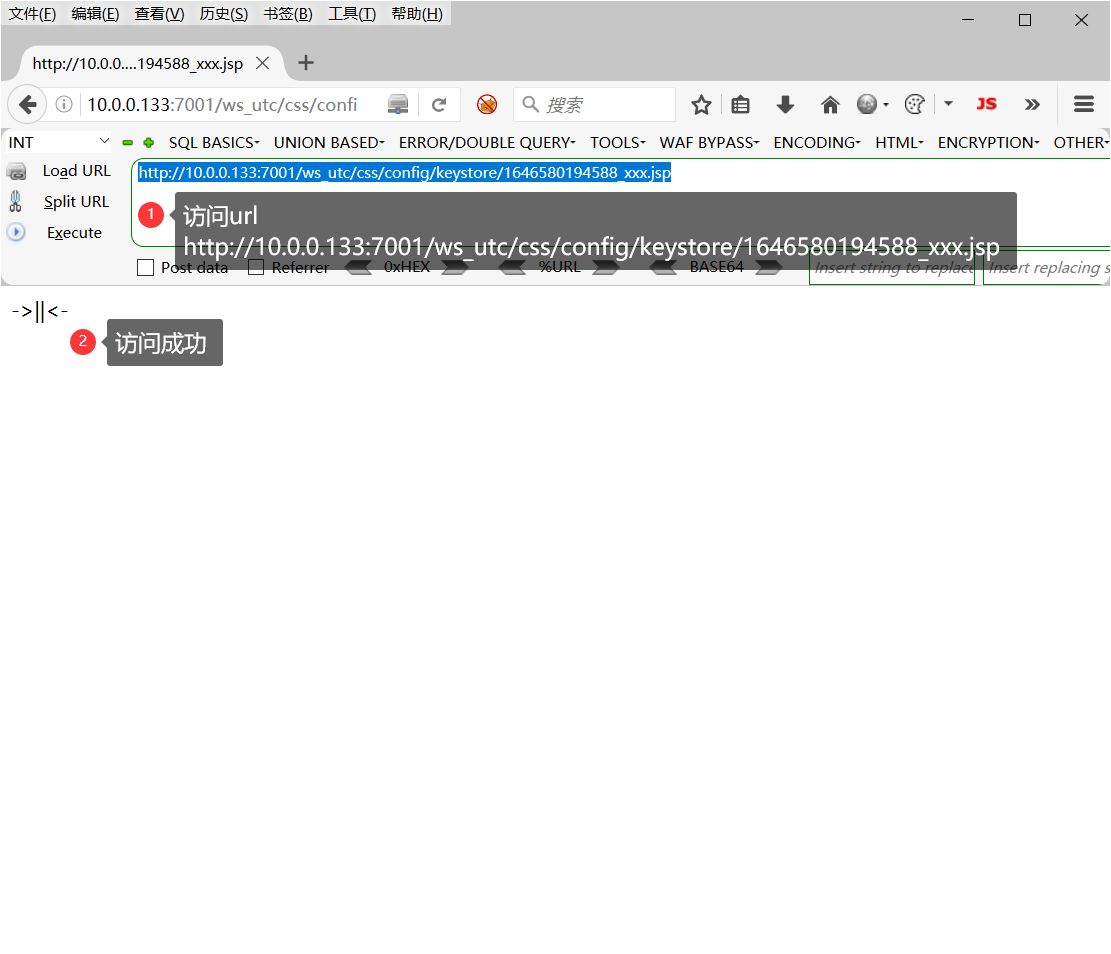 文件(F) 编辑(E) 查看(V) 历史(S) 书签(B) 工具(T) 帮助(H)
http://10.0.0....194588_xxx.jsp
10.0.0.133:7001/ws_utc/css/confi 搜索 JS
INT SQL BASICS UNION BASED ERROR/DOUBLE QUERY TOOLS WAF BYPASS ENCODING HTML ENCRYPTION OTHER
Load URL http://10.0.0.133:7001/ws_utc/css/config/keystore/1646580194588_xxx.jsp
Split URL
Execute
1 访问url
http://10.0.0.133:7001/ws_utc/css/config/keystore/1646580194588_xxx.jsp
Post data Referrer 0xHEX %URL BASE64 Insert string to replace Insert replacing s
->||<-
2 访问成功